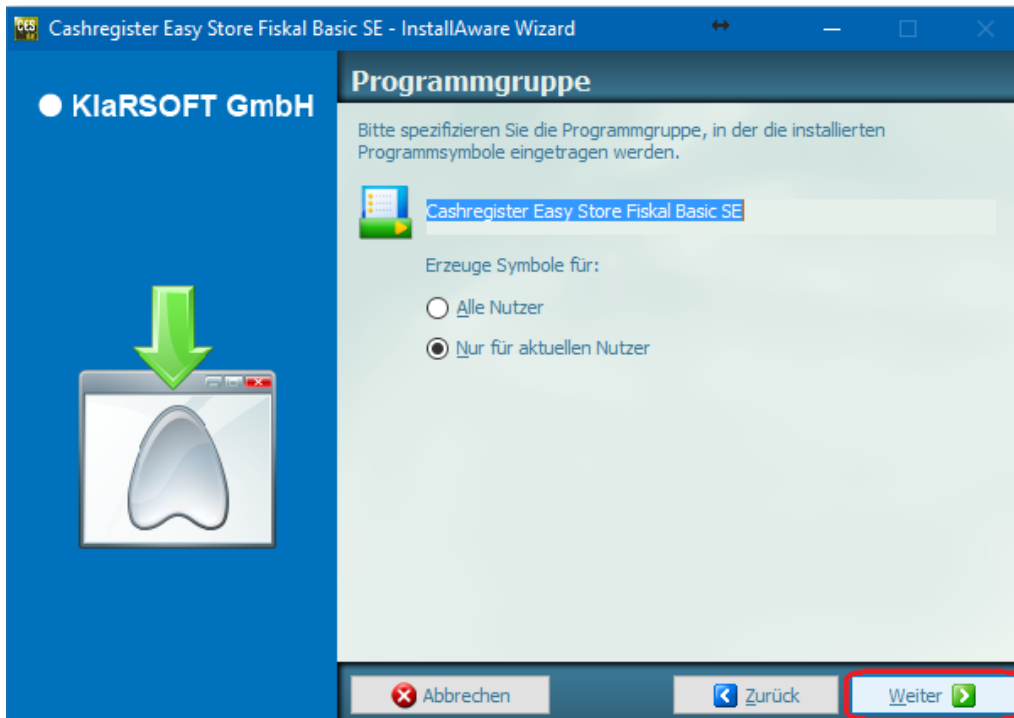 Cashregister Easy Store Fiskal Basic SE - InstallAware Wizard
KlaRSOFT GmbH
Programmgruppe
Bitte spezifizieren Sie die Programmgruppe, in der die installierten
Programmsymbole eingetragen werden.
Cashregister Easy Store Fiskal Basic SE
Erzeuge Symbole für:
Alle Nutzer
Nur für aktuellen Nutzer
Abbrechen
Zurück
Weiter